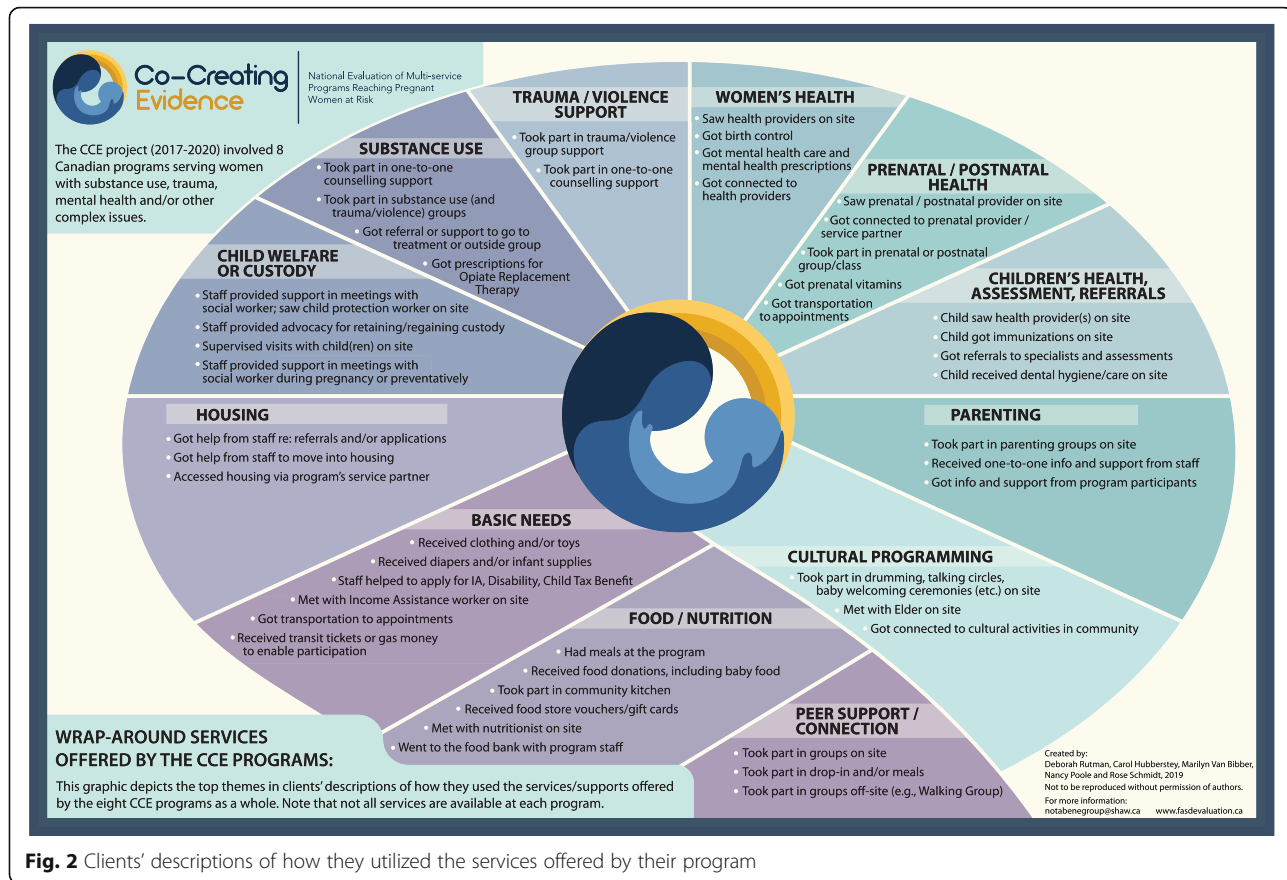 Co-Creating
Evidence
National Evaluation of Multi-service
Programs Reaching Pregnant
Women at Risk
The CCE project (2017-2020) involved 8
Canadian programs serving women
with substance use, trauma,
mental health and/or other
complex issues.
TRAUMA / VIOLENCE
SUPPORT
• Took part in trauma/violence
group support
• Took part in one-to-one
counselling support
WOMEN'S HEALTH
• Saw health providers on site
• Got birth control
• Got mental health care and
mental health prescriptions
• Got connected to
health providers
PRENATAL / POSTNATAL
HEALTH
• Saw prenatal / postnatal provider on site
• Got connected to prenatal provider /
service partner
• Took part in prenatal or postnatal
group/class
• Got prenatal vitamins
• Got transportation
to appointments
CHILDREN'S HEALTH,
ASSESSMENT, REFERRALS
• Child saw health provider(s) on site
• Child got immunizations on site
• Got referrals to specialists and assessments
• Child received dental hygiene/care on site
PARENTING
• Took part in parenting groups on site
• Received one-to-one info and support from staff
• Got info and support from program participants
CULTURAL PROGRAMMING
• Took part in drumming, talking circles,
baby welcoming ceremonies (etc.) on site
• Met with Elder on site
• Got connected to cultural activities in community
PEER SUPPORT /
CONNECTION
• Took part in groups on site
• Took part in drop-in and/or meals
• Took part in groups off-site (e.g., Walking Group)
FOOD / NUTRITION
• Had meals at the program
• Received food donations, including baby food
• Took part in community kitchen
• Received food store vouchers/gift cards
• Met with nutritionist on site
• Went to the food bank with program staff
BASIC NEEDS
• Received clothing and/or toys
• Received diapers and/or infant supplies
• Staff helped to apply for IA, Disability, Child Tax Benefit
• Met with Income Assistance worker on site
• Got transportation to appointments
• Received transit tickets or gas money
to enable participation
HOUSING
• Got help from staff re: referrals and/or applications
• Got help from staff to move into housing
• Accessed housing via program's service partner
CHILD WELFARE
OR CUSTODY
• Staff provided support in meetings with
social worker; saw child protection worker on site
• Staff provided advocacy for retaining/regaining custody
• Supervised visits with child(ren) on site
• Staff provided support in meetings with
social worker during pregnancy or preventatively
SUBSTANCE USE
• Took part in one-to-one
counselling support
• Took part in substance use (and
trauma/violence) groups
• Got referral or support to go to
treatment or outside group
• Got prescriptions for
Opiate Replacement
Therapy
WRAP-AROUND SERVICES
OFFERED BY THE CCE PROGRAMS:
This graphic depicts the top themes in clients' descriptions of how they used the services/supports offered
by the eight CCE programs as a whole. Note that not all services are available at each program.
Created by:
Deborah Rutman, Carol Hubberstey, Marilyn Van Bibber,
Nancy Poole and Rose Schmidt, 2019
Not to be reproduced without permission of authors.
For more information:
notabenegroup@shaw.ca www.fasdevaluation.ca
Fig. 2 Clients' descriptions of how they utilized the services offered by their program